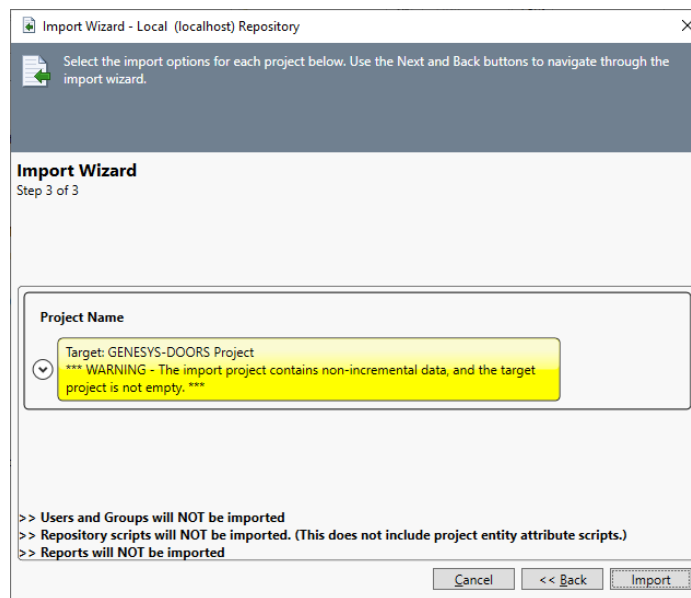 Import Wizard - Local (localhost) Repository
Select the import options for each project below. Use the Next and Back buttons to navigate through the
import wizard.
Import Wizard
Step 3 of 3
Project Name
Target: GENESYS-DOORS Project
*** WARNING - The import project contains non-incremental data, and the target
project is not empty. ***
>> Users and Groups will NOT be imported
>> Repository scripts will NOT be imported. (This does not include project entity attribute scripts.)
>> Reports will NOT be imported
Cancel
<< Back
Import